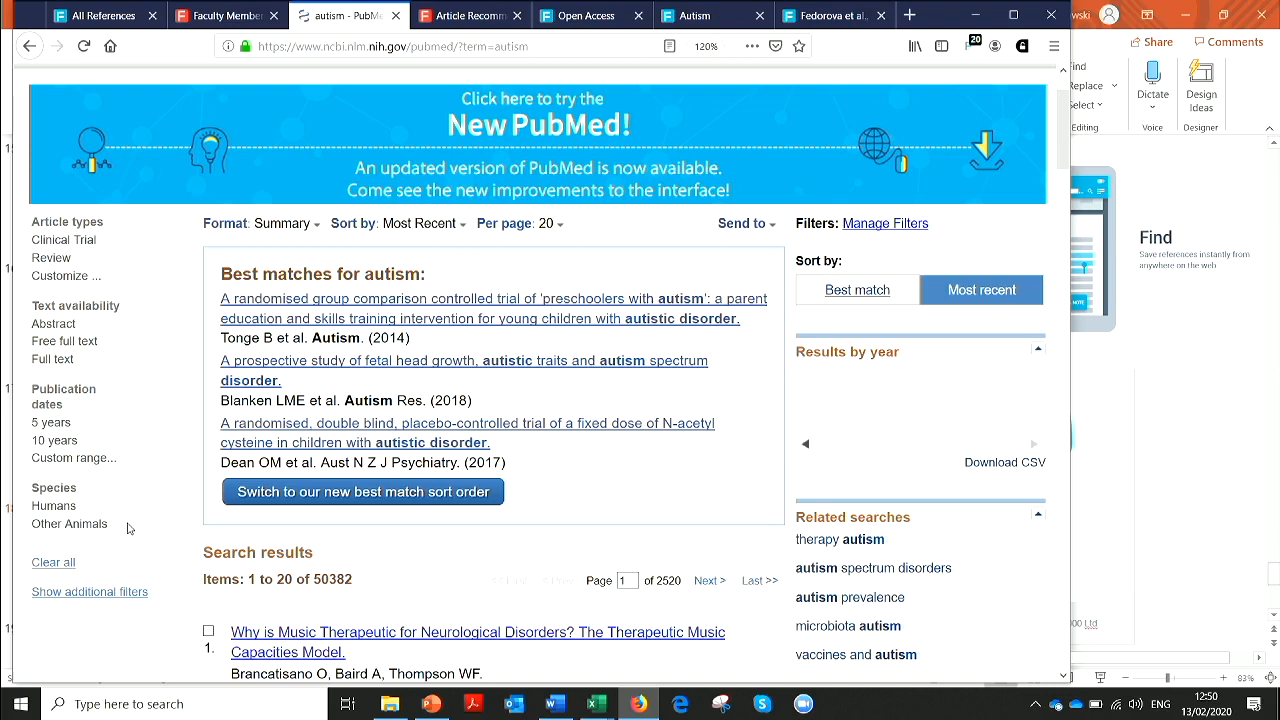 All References
Faculty Member
autism - PubMe
Article Recomm
Open Access
Autism
Fedorova et al.,
https://www.ncbi.nlm.nih.gov/pubmed/?term=autism
120%
20
Share
Comments
Find
Replace
Select
Editing
Dictate
Voice
Design
Ideas
Designer
Click here to try the
New PubMed!
An updated version of PubMed is now available.
Come see the new improvements to the interface!
Article types
Clinical Trial
Review
Customize ...
Text availability
Abstract
Free full text
Full text
Publication
dates
5 years
10 years
Custom range...
Species
Humans
Other Animals
Clear all
Show additional filters
Format: Summary Sort by: Most Recent Per page: 20
Send to
Best matches for autism:
A randomised group comparison controlled trial of 'preschoolers with autism': a parent
education and skills training intervention for young children with autistic disorder.
Tonge B et al. Autism. (2014)
A prospective study of fetal head growth, autistic traits and autism spectrum
disorder.
Blanken LME et al. Autism Res. (2018)
A randomised, double blind, placebo-controlled trial of a fixed dose of N-acetyl
cysteine in children with autistic disorder.
Dean OM et al. Aust N Z J Psychiatry. (2017)
Switch to our new best match sort order
Search results
Items: 1 to 20 of 50382
Page 1 of 2520 Next > Last >>
1.
Why is Music Therapeutic for Neurological Disorders? The Therapeutic Music
Capacities Model.
Brancatisano O, Baird A, Thompson WF.
Filters: Manage Filters
Sort by:
Best match
Most recent
Results by year
Download CSV
Related searches
therapy autism
autism spectrum disorders
autism prevalence
microbiota autism
vaccines and autism
Find
Save references instantly from
anywhere on the web
NOTE
83%
Type here to search
ENG
12:50
13/02/2020